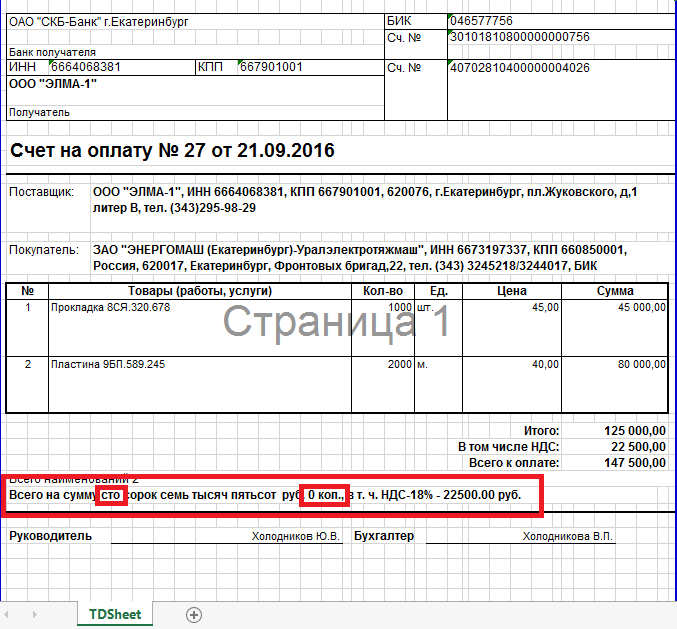 ОАО "СКБ-Банк" г.Екатеринбург БИК 046577756
Сч. № 30101810800000000756
Банк получателя
ИНН 6664068381 КПП 667901001 Сч. № 40702810400000004026
ООО "ЭЛМА-1"
Получатель
Счет на оплату № 27 от 21.09.2016
Поставщик: ООО "ЭЛМА-1", ИНН 6664068381, КПП 667901001, 620076, г.Екатеринбург, пл.Жуковского, д,1
литер В, тел. (343)295-98-29
Покупатель: ЗАО "ЭНЕРГОМАШ (Екатеринбург)-Уралэлектротяжмаш", ИНН 6673197337, КПП 660850001,
Россия, 620017, Екатеринбург, Фронтовых бригад,22, тел. (343) 3245218/3244017, БИК
№ Товары (работы, услуги) Кол-во Ед. Цена Сумма
1 Прокладка 8СЯ.320.678 1000 шт. 45,00 45 000,00
Страница 1
2 Пластина 9БП.589.245 2000 м. 40,00 80 000,00
Итого: 125 000,00
В том числе НДС: 22 500,00
Всего к оплате: 147 500,00
Всего наименований 2
Всего на сумму сто сорок семь тысяч пятьсот руб. 0 коп., в т. ч. НДС-18% - 22500.00 руб.
Руководитель Холодников Ю.В. Бухгалтер Холодникова В.П.
TDSheet